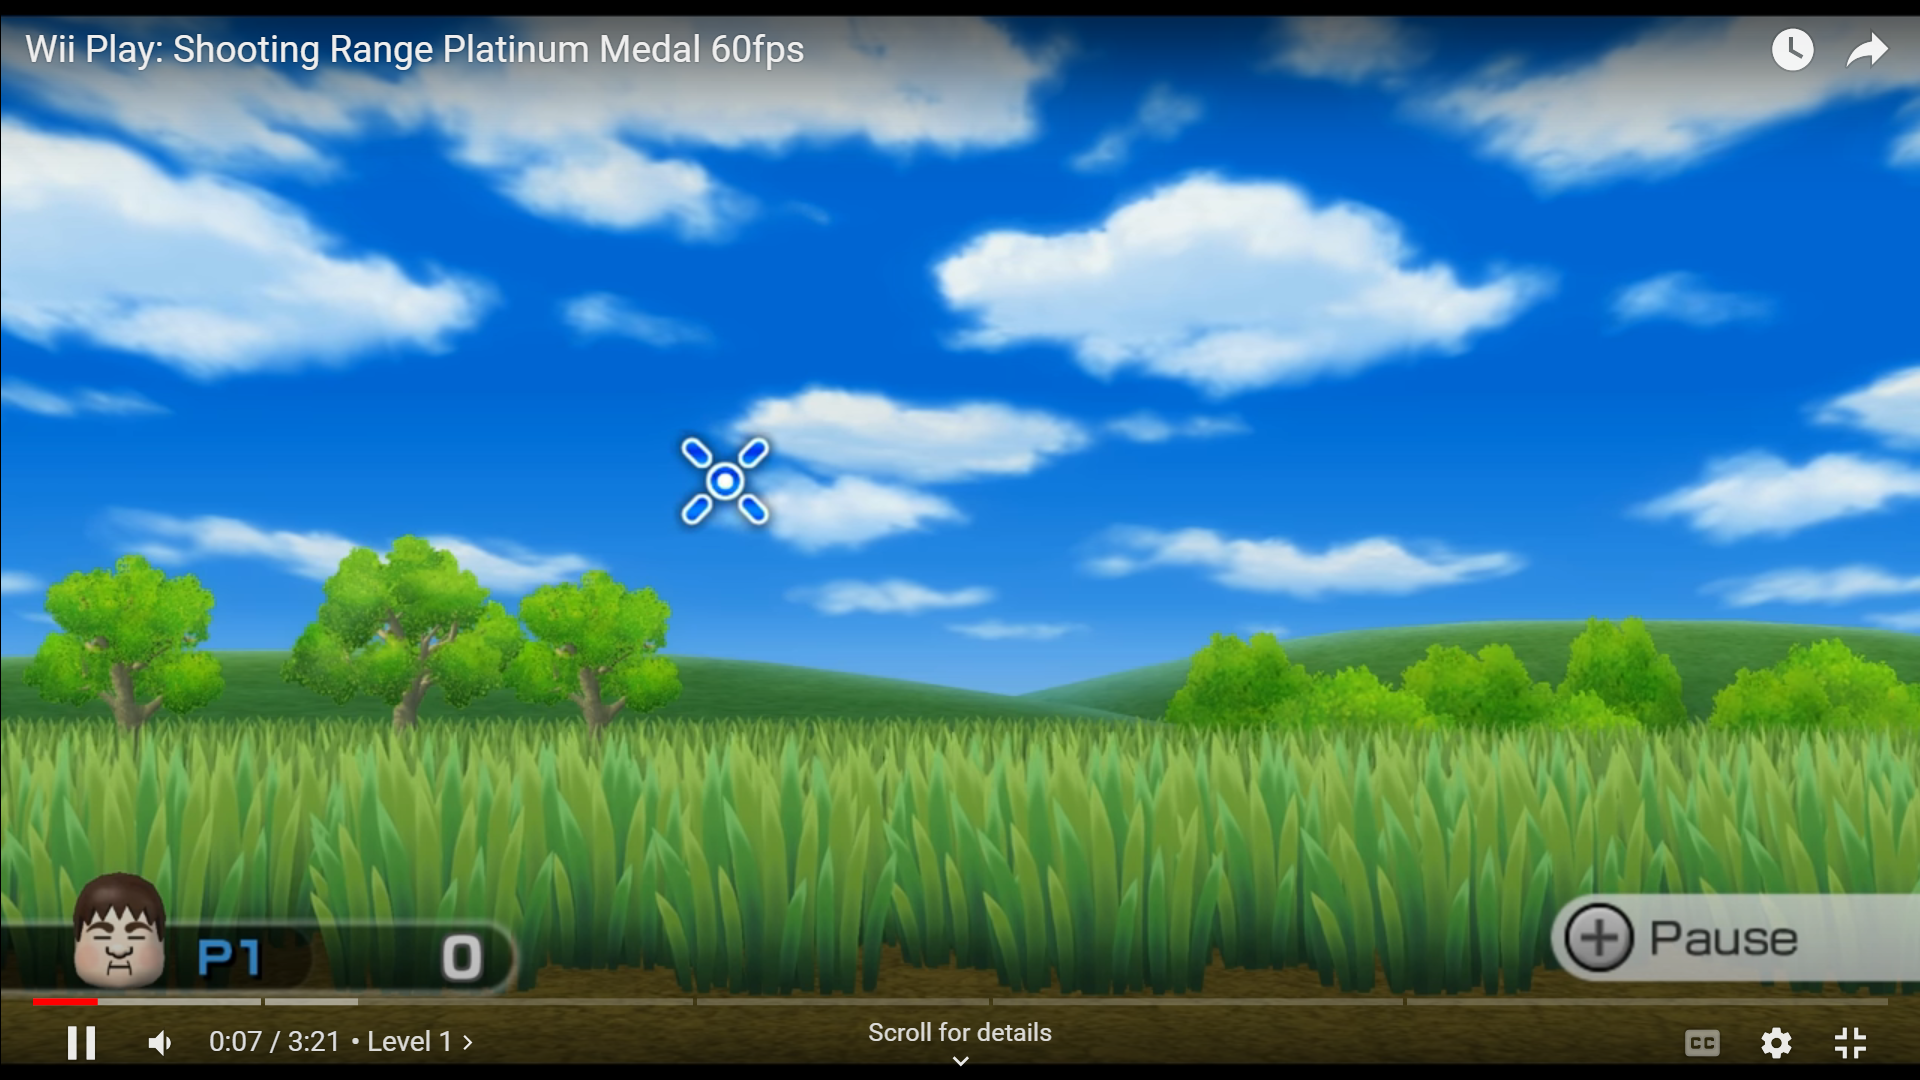 Wii Play: Shooting Range Platinum Medal 60fps
P1 0
Pause
0:07 / 3:21 • Level 1 ›
Scroll for details
CC